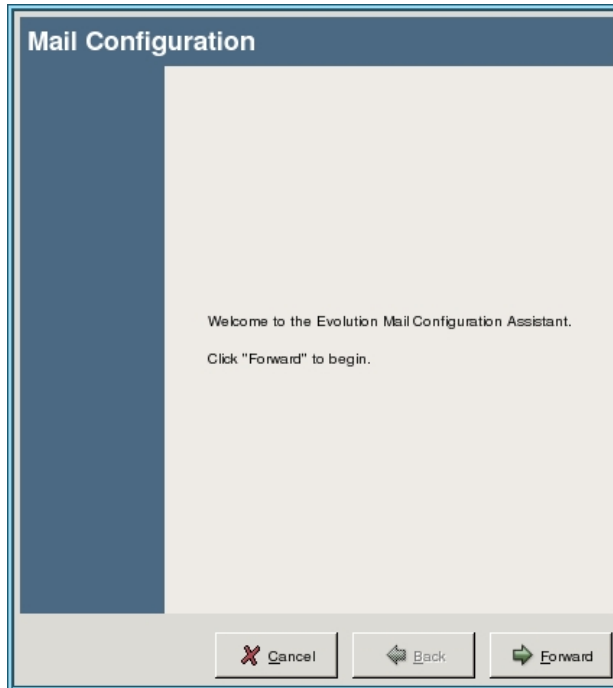 Mail Configuration
Welcome to the Evolution Mail Configuration Assistant.
Click "Forward" to begin.
Cancel
Back
Forward